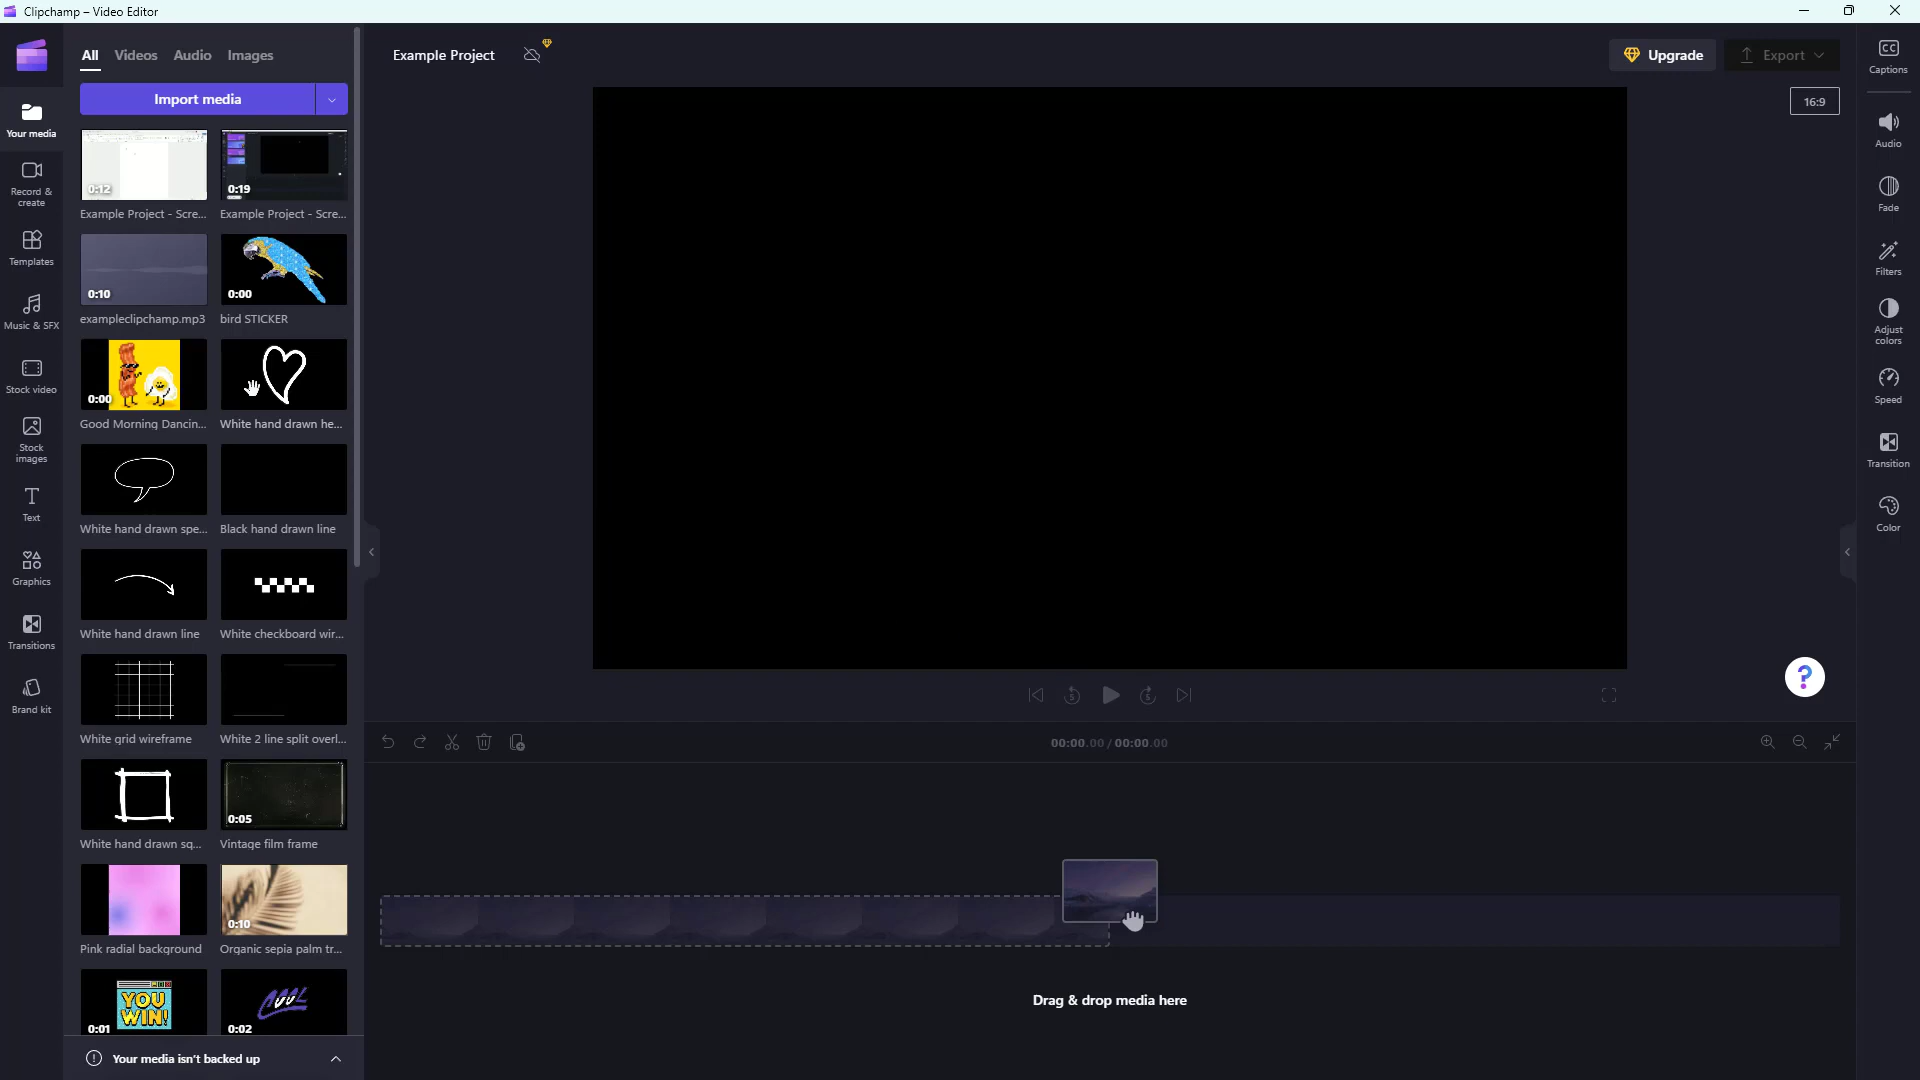 Clipchamp – Video Editor
All Videos Audio Images
Import media
Your media
Record & create
Templates
Music & SFX
Stock video
Stock images
Text
Graphics
Transitions
Brand kit
0:12
0:19
Example Project - Scre...
Example Project - Scre...
0:10
0:00
exampleclipchamp.mp3
bird STICKER
0:00
Good Morning Dancin...
White hand drawn he...
White hand drawn spe...
Black hand drawn line
White hand drawn line
White checkboard wir...
White grid wireframe
White 2 line split overl...
0:05
White hand drawn sq...
Vintage film frame
0:10
Pink radial background
Organic sepia palm tr...
YOU WIN!
0:01
COOL
0:02
Your media isn't backed up
Example Project
Upgrade
Export
16:9
5
5
?
00:00.00 / 00:00.00
Drag & drop media here
CC
Captions
Audio
Fade
Filters
Adjust colors
Speed
Transition
Color